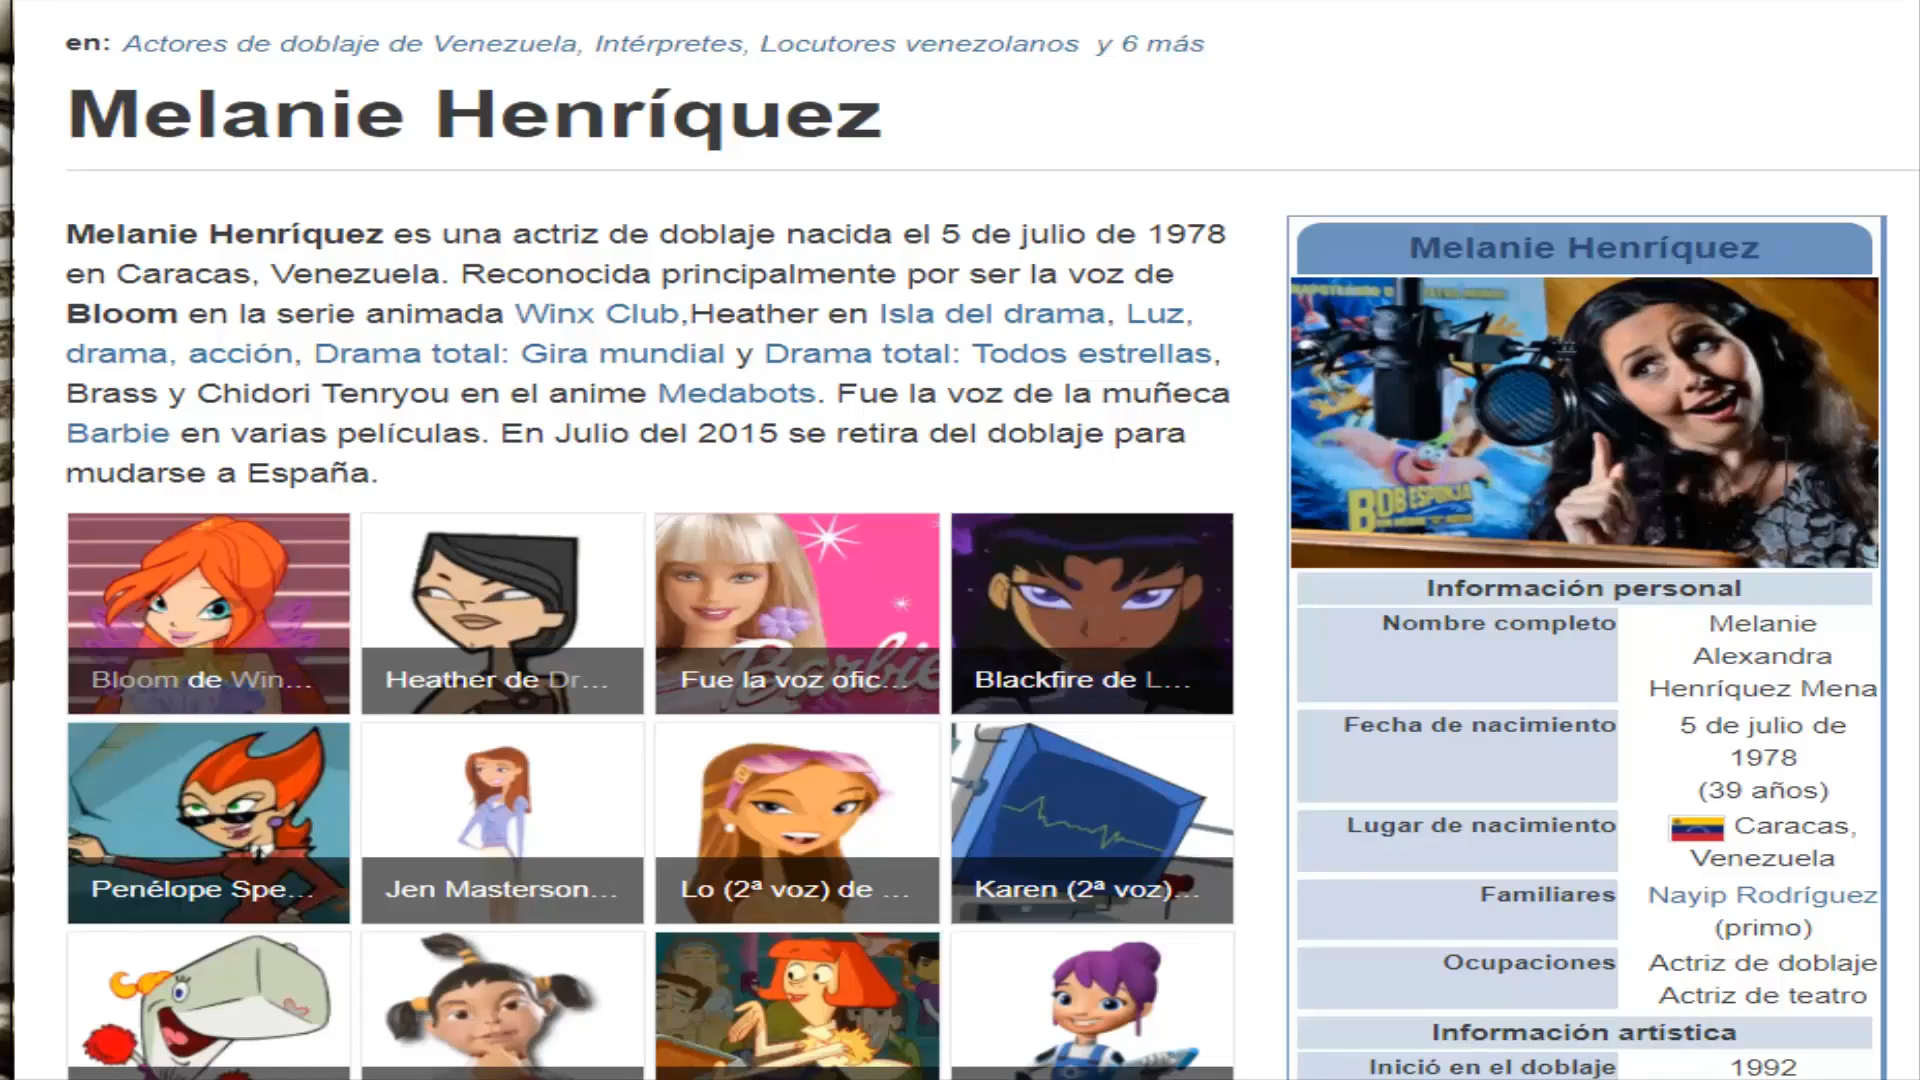 en: Actores de doblaje de Venezuela, Intérpretes, Locutores venezolanos y 6 más
Melanie Henríquez
Melanie Henríquez es una actriz de doblaje nacida el 5 de julio de 1978
en Caracas, Venezuela. Reconocida principalmente por ser la voz de
Bloom en la serie animada Winx Club,Heather en Isla del drama, Luz,
drama, acción, Drama total: Gira mundial y Drama total: Todos estrellas,
Brass y Chidori Tenryou en el anime Medabots. Fue la voz de la muñeca
Barbie en varias películas. En Julio del 2015 se retira del doblaje para
mudarse a España.
Bloom de Win...
Heather de Dr...
Barbie
Fue la voz ofic...
Blackfire de L...
Penélope Spe...
Jen Masterson...
Lo (2ª voz) de ...
Karen (2ª voz)...
Melanie Henríquez
BOB ESPONJA
Información personal
Nombre completo
Melanie
Alexandra
Henríquez Mena
Fecha de nacimiento
5 de julio de
1978
(39 años)
Lugar de nacimiento
Caracas,
Venezuela
Familiares
Nayip Rodríguez
(primo)
Ocupaciones
Actriz de doblaje
Actriz de teatro
Información artística
Inició en el doblaje
1992